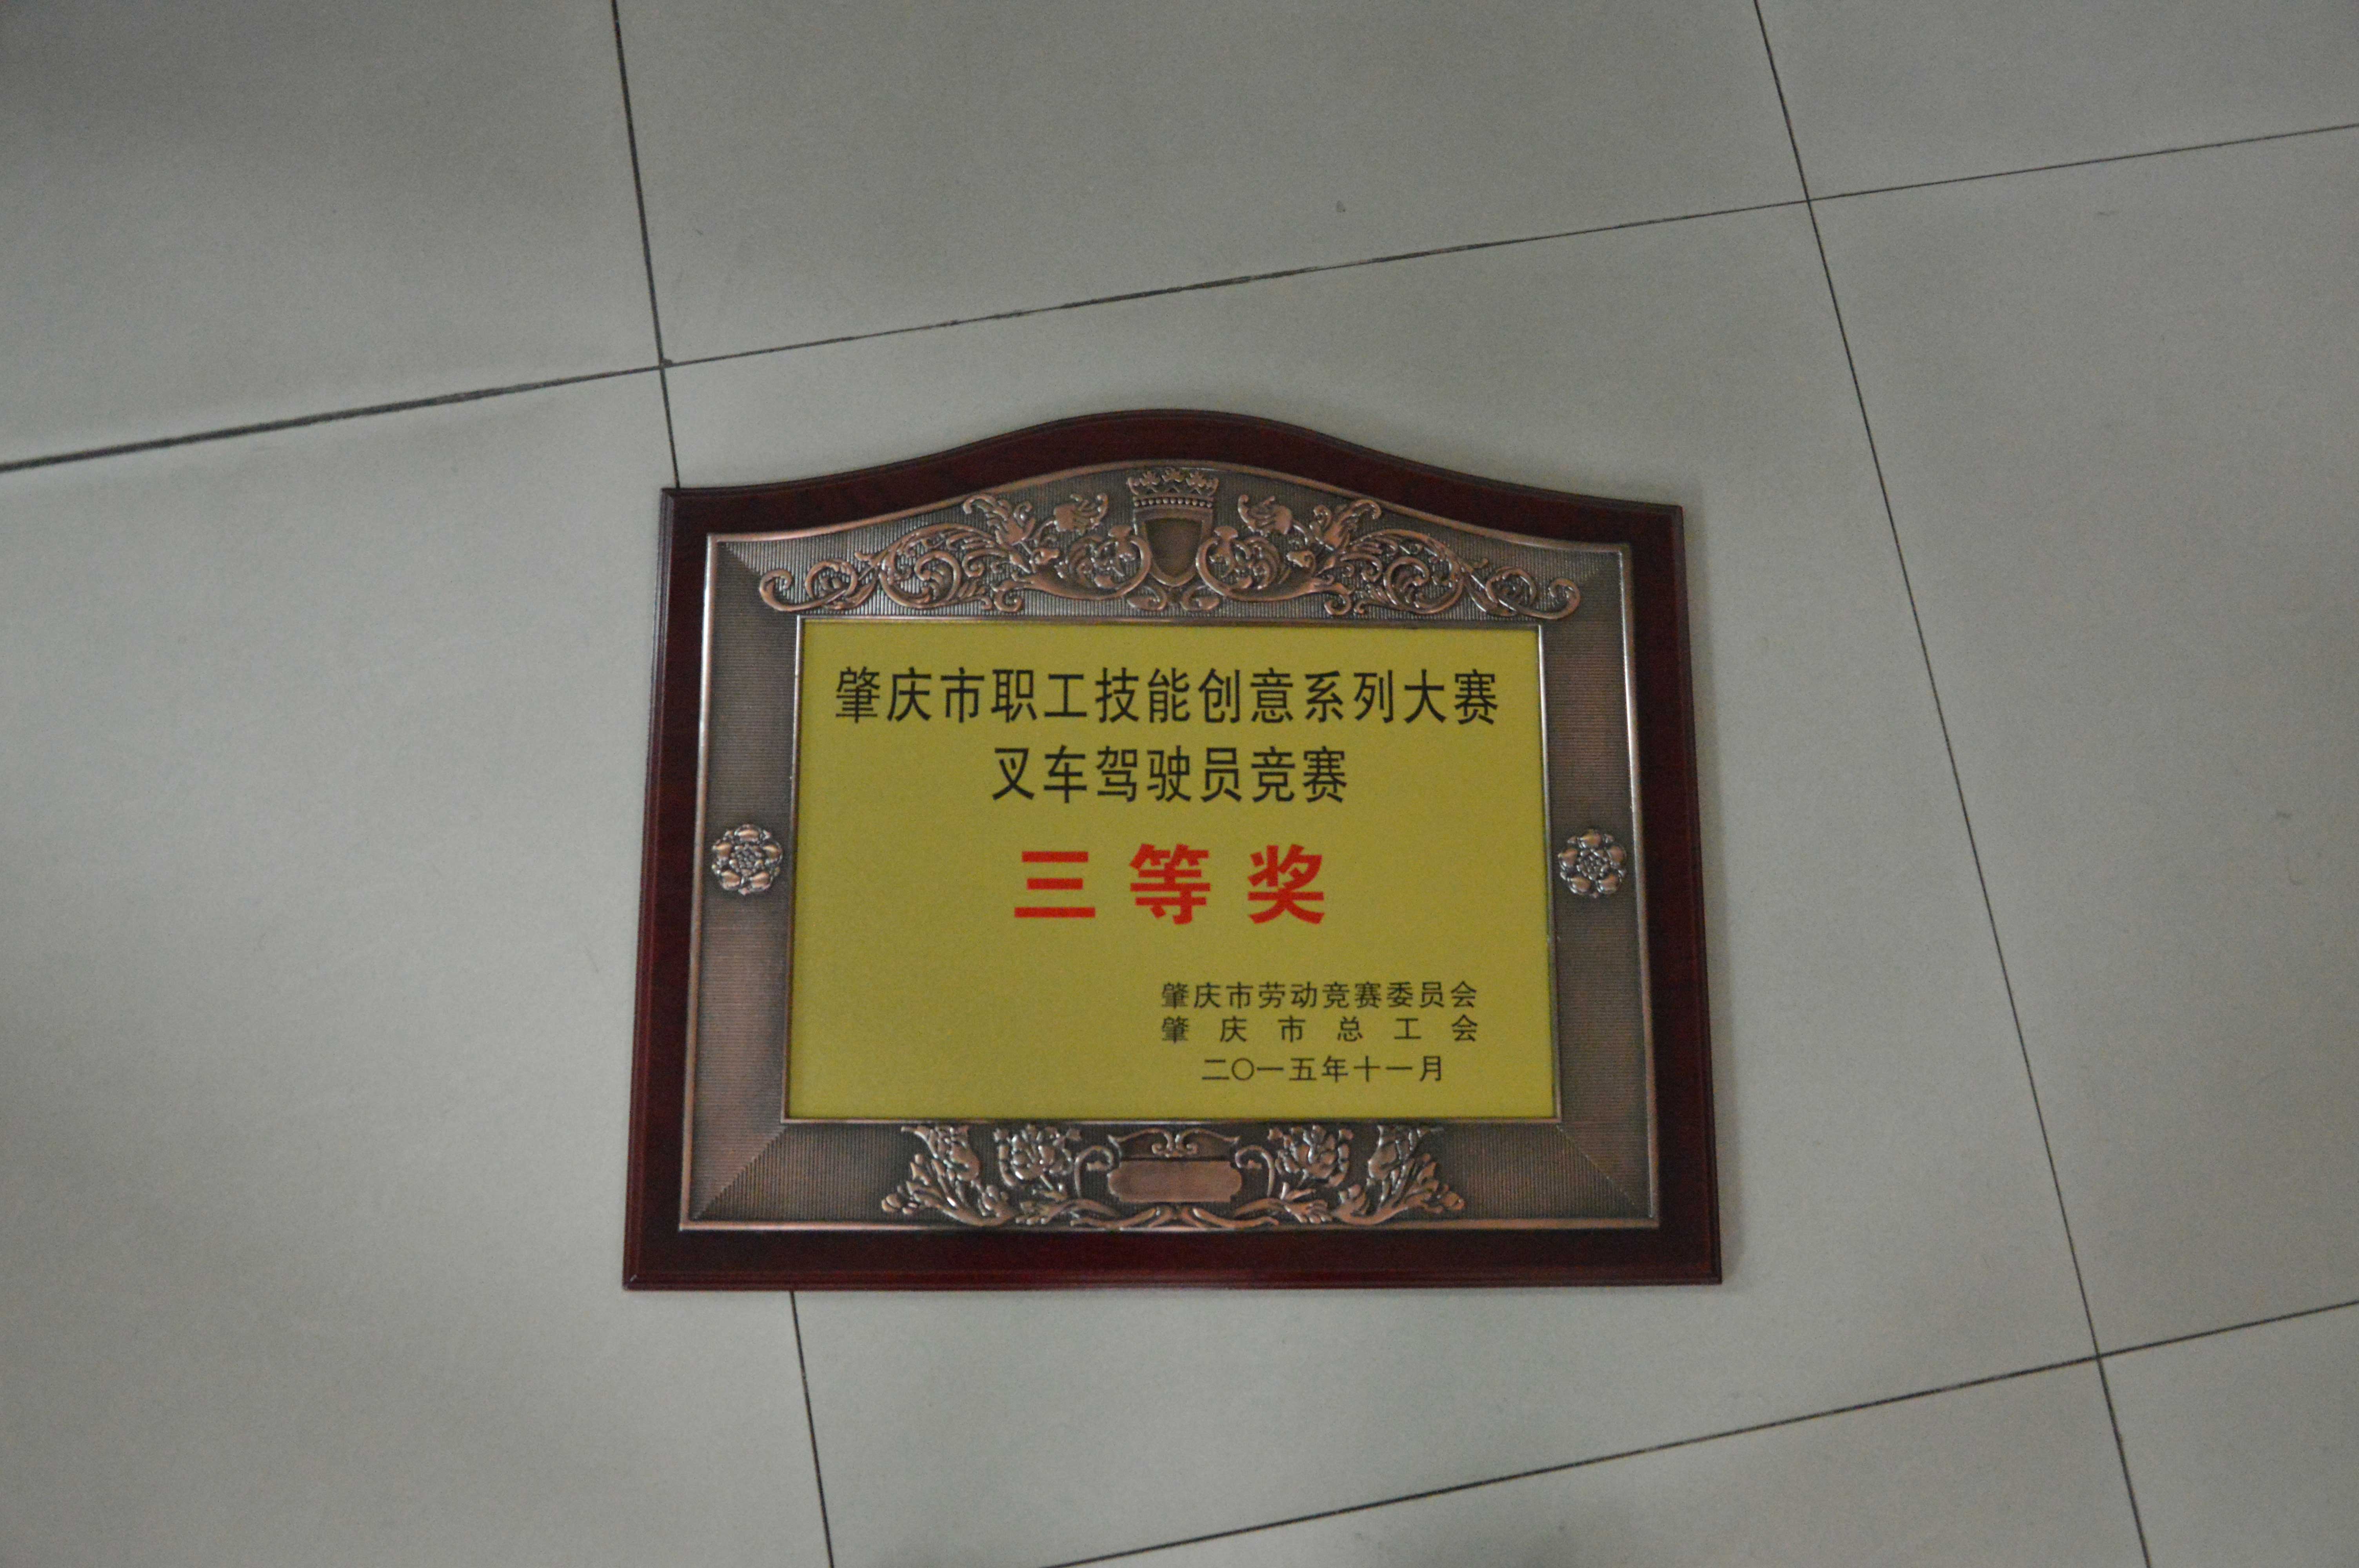 肇庆市职工技能创意系列大赛
叉车驾驶员竞赛
三等奖
肇庆市劳动竞赛委员会
肇庆市总工会
二〇一五年十一月